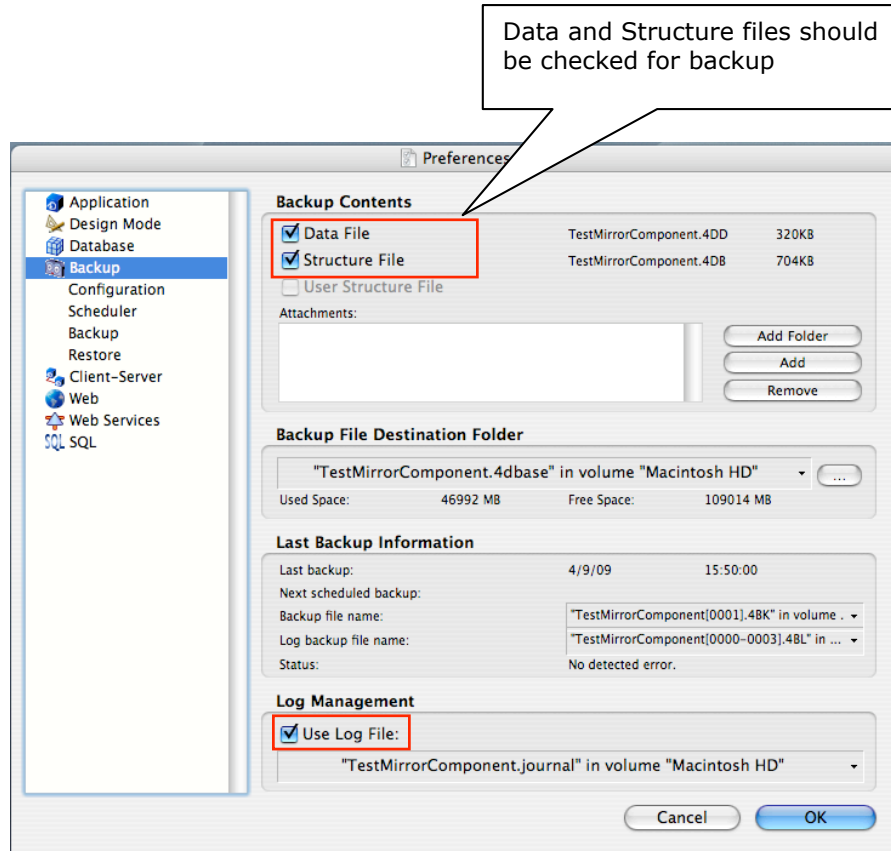 Data and Structure files should
be checked for backup
Preferences
Application
Design Mode
Database
Backup
Configuration
Scheduler
Backup
Restore
Client-Server
Web
Web Services
SQL SQL
Backup Contents
Data File TestMirrorComponent.4DD 320KB
Structure File TestMirrorComponent.4DB 704KB
User Structure File
Attachments:
Add Folder
Add
Remove
Backup File Destination Folder
"TestMirrorComponent.4dbase" in volume "Macintosh HD" ...
Used Space: 46992 MB Free Space: 109014 MB
Last Backup Information
Last backup: 4/9/09 15:50:00
Next scheduled backup:
Backup file name: "TestMirrorComponent[0001].4BK" in volume .
Log backup file name: "TestMirrorComponent[0000-0003].4BL" in ...
Status: No detected error.
Log Management
Use Log File:
"TestMirrorComponent.journal" in volume "Macintosh HD"
Cancel OK